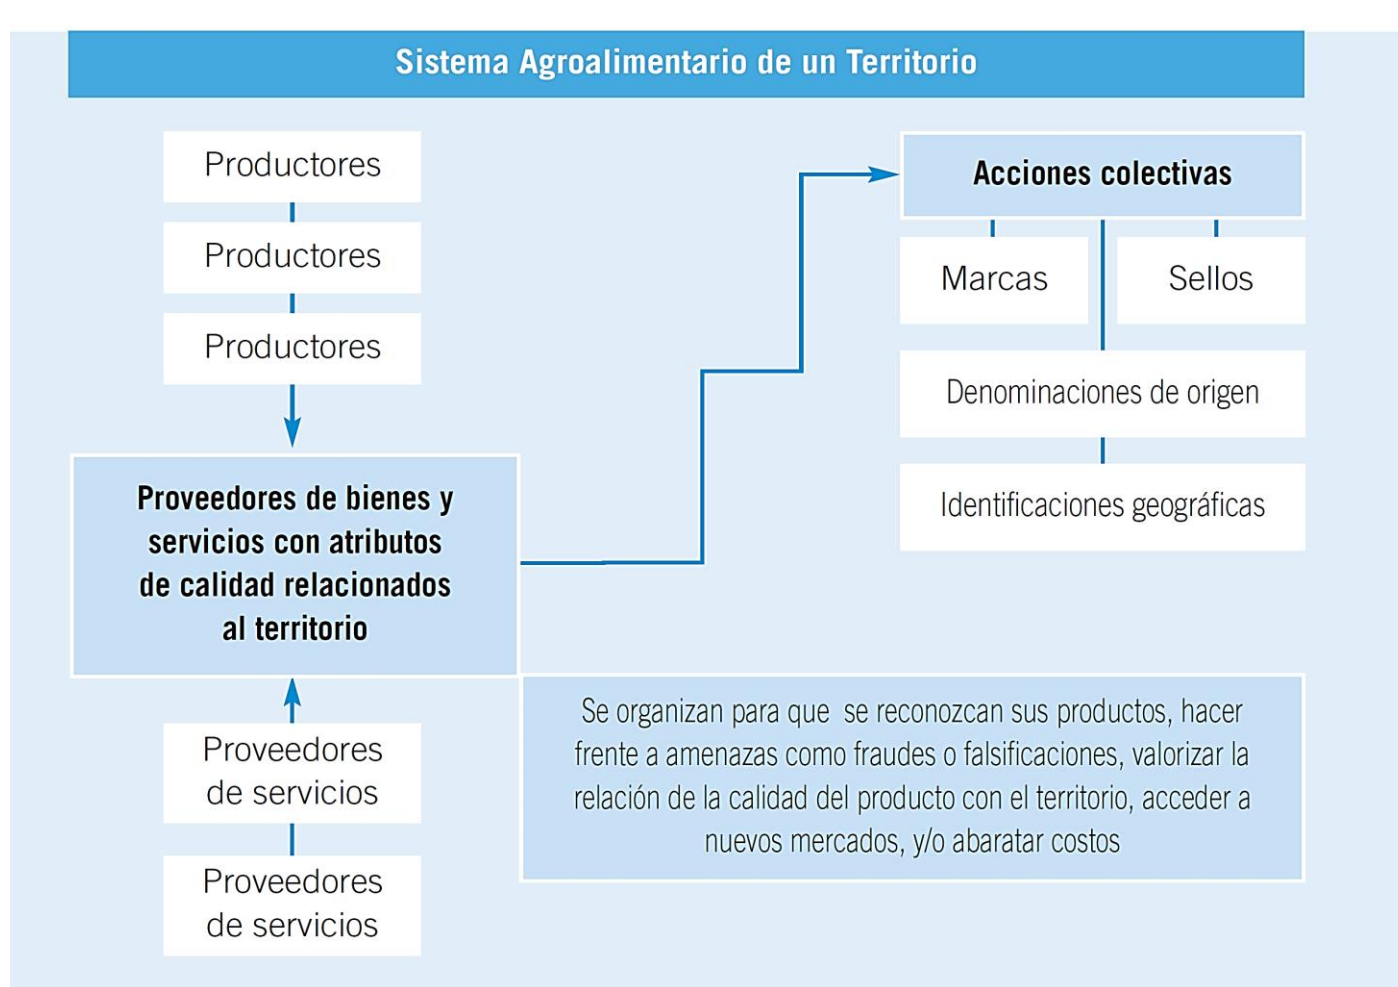 Sistema Agroalimentario de un Territorio
Productores
Productores
Productores
Proveedores de bienes y
servicios con atributos
de calidad relacionados
al territorio
Proveedores
de servicios
Proveedores
de servicios
Acciones colectivas
Marcas
Sellos
Denominaciones de origen
Identificaciones geográficas
Se organizan para que se reconozcan sus productos, hacer
frente a amenazas como fraudes o falsificaciones, valorizar la
relación de la calidad del producto con el territorio, acceder a
nuevos mercados, y/o abaratar costos